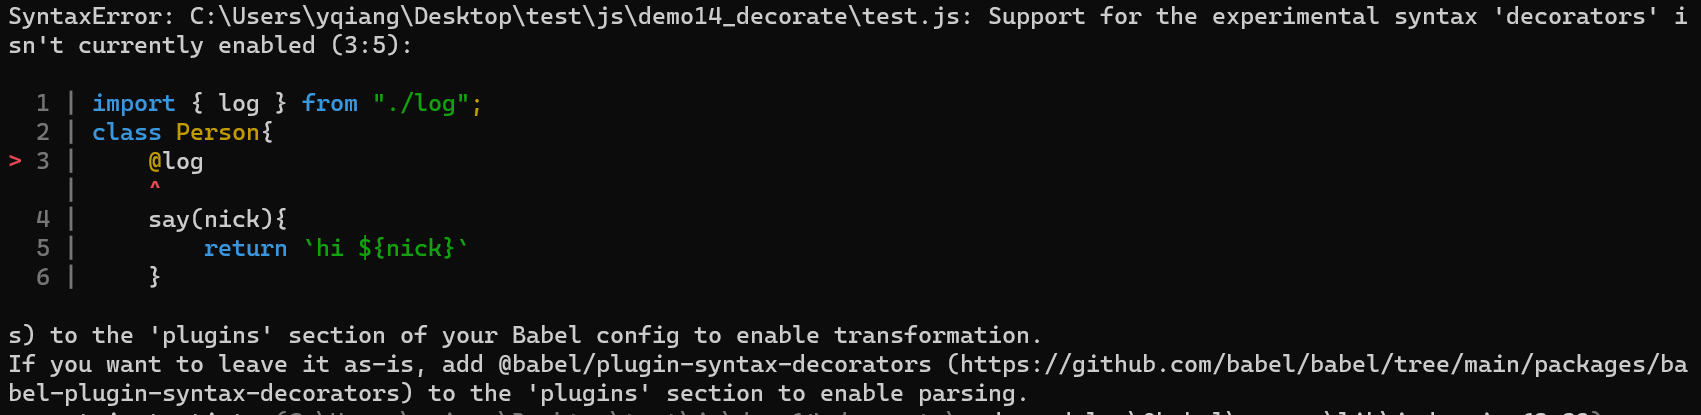 SyntaxError: C:\Users\yqiang\Desktop\test\js\demo14_decorate\test.js: Support for the experimental syntax 'decorators' i
sn't currently enabled (3:5):
1 | import { log } from "./log";
2 | class Person{
> 3 |     @log
|     ^
4 |     say(nick){
5 |         return `hi ${nick}`
6 |     }
s) to the 'plugins' section of your Babel config to enable transformation.
If you want to leave it as-is, add @babel/plugin-syntax-decorators (https://github.com/babel/babel/tree/main/packages/ba
bel-plugin-syntax-decorators) to the 'plugins' section to enable parsing.